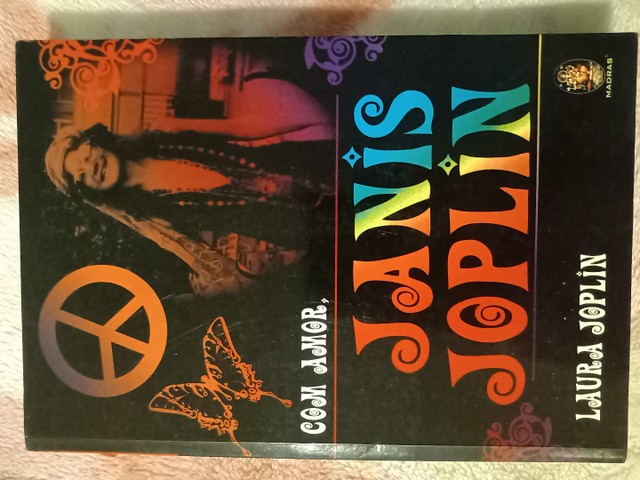 COM AMOR,
JANIS
JOPLIN
LAURA JOPLIN
MADRAS®